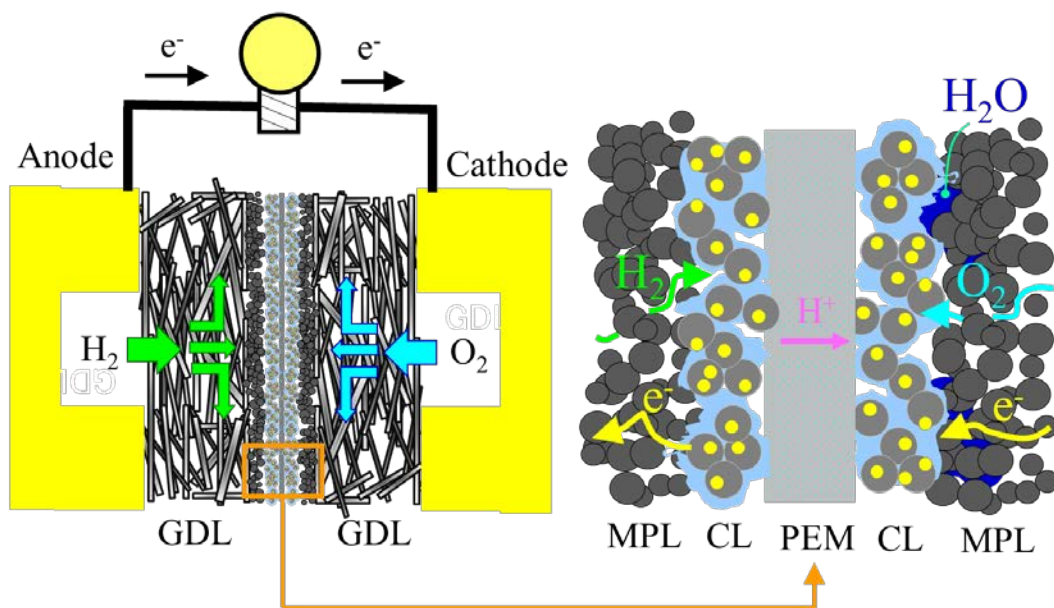 e⁻
e⁻
Anode
Cathode
H₂
O₂
GDL
GDL
GDL
GDL
H₂O
H₂
H⁺
O₂
e⁻
e⁻
MPL CL PEM CL MPL